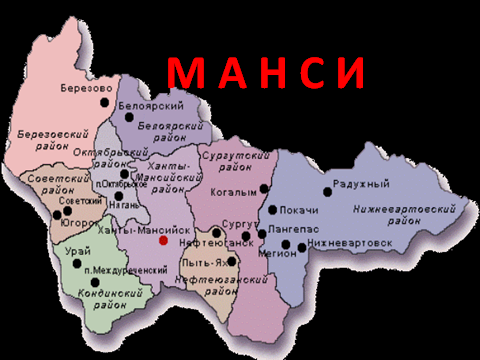 МАНСИ
Березово
Белоярский
Белоярский
район
Березовский
район
Октябрьский
район
Ханты-
Мансийский
район
Сургутский
район
Советский
район
п.Октябрьское
Советский
Нягань
Югорск
Когалым
Радужный
Покачи
Нижневартовский
район
Ханты-Мансийск
Сургут
Лангепас
Нефтеюганск
Мегион
Нижневартовск
Урай
Пыть-Ях
п.Междуреченский
Нефтеюганский
район
Кондинский
район